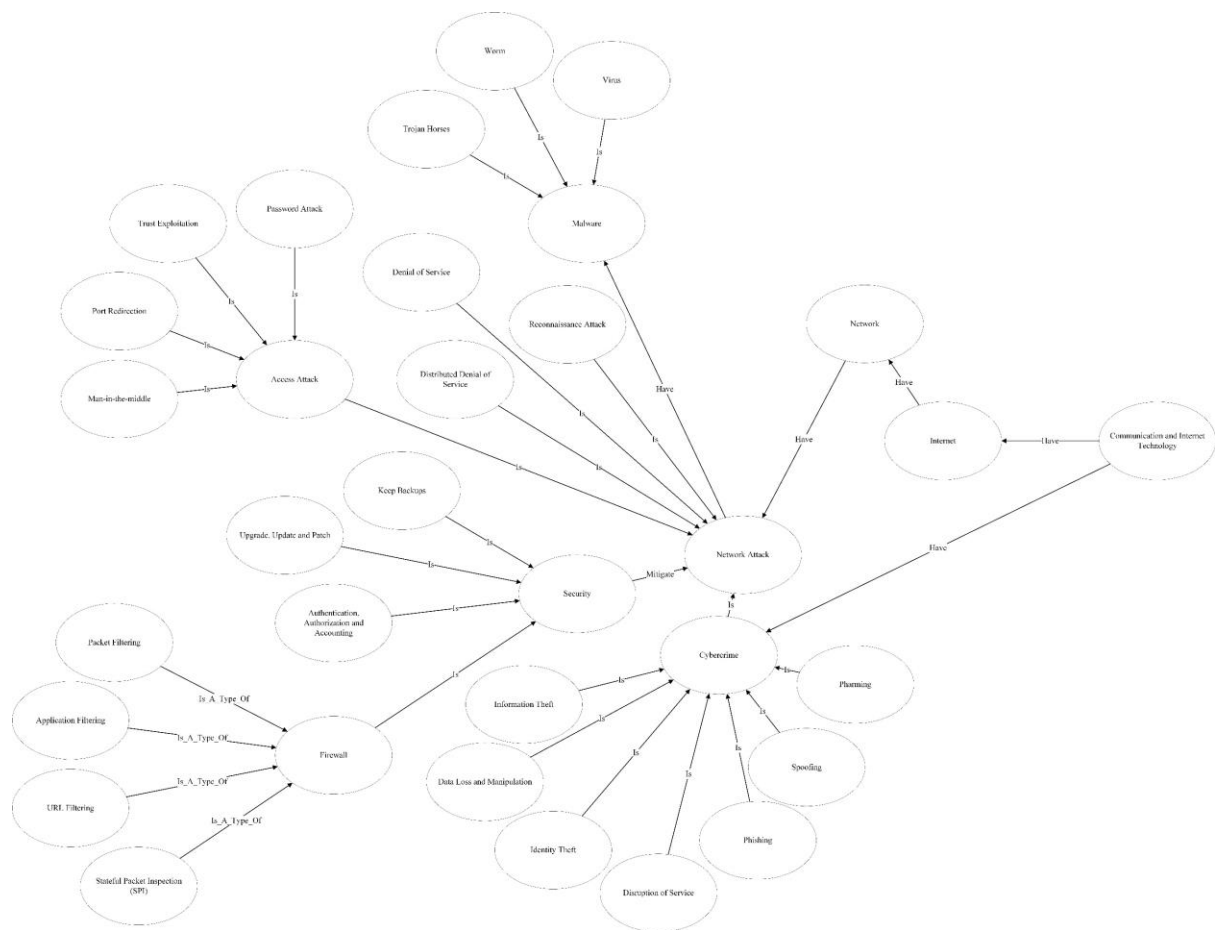 Worm
Virus
Is
Trojan Horses
Is
Is
Password Attack
Trust Exploitation
Malware
Denial of Service
Is
Is
Port Redirection
Reconnaissance Attack
Network
Is
Access Attack
Distributed Denial of
Service
Have
Have
Man-in-the-middle
Is
Is
Communication and Internet
Technology
Have
Internet
Have
Is
Is
Is
Keep Backups
Upgrade, Update and Patch
Is
Is
Have
Network Attack
Mitigate
Security
Authentication,
Authorization and
Accounting
Is
Is
Packet Filtering
Cybercrime
Is
Is
Pharming
Is
Information Theft
Is_A_Type_Of
Is
Is
Application Filtering
Is_A_Type_Of
Firewall
Is
Is
Spoofing
Data Loss and Manipulation
Is
Is_A_Type_Of
URL Filtering
Is_A_Type_Of
Phishing
Identity Theft
Stateful Packet Inspection
(SPI)
Disruption of Service